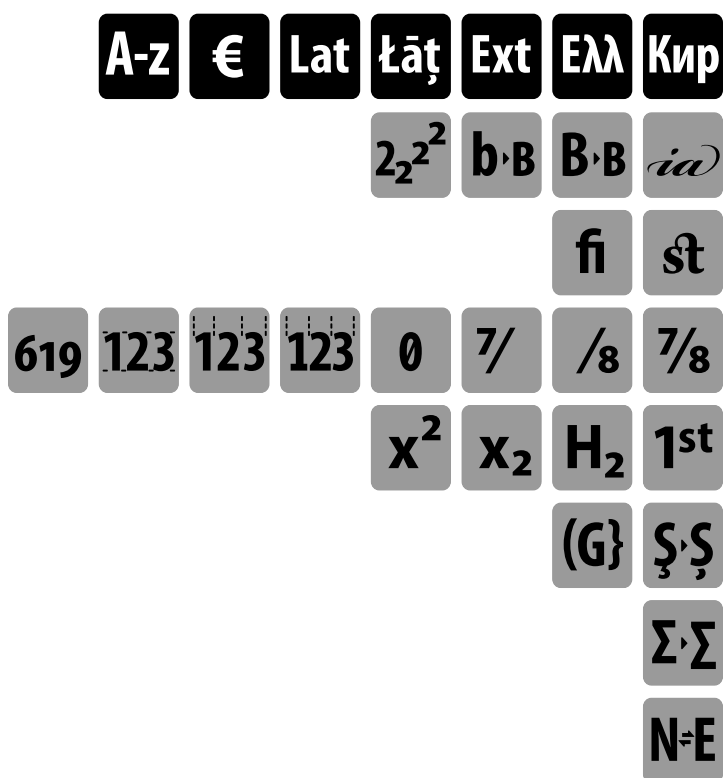 A-z € Lat Łāţ Ext Ελλ Кир
2₂2² b▸ʙ B▸ʙ ia
fi st
619 123 123 123 0 ⁷/ /₈ ⅞
x² x₂ H₂ 1ˢᵗ
(G} Ş▸Ș
Σ▸Σ
N⇌E